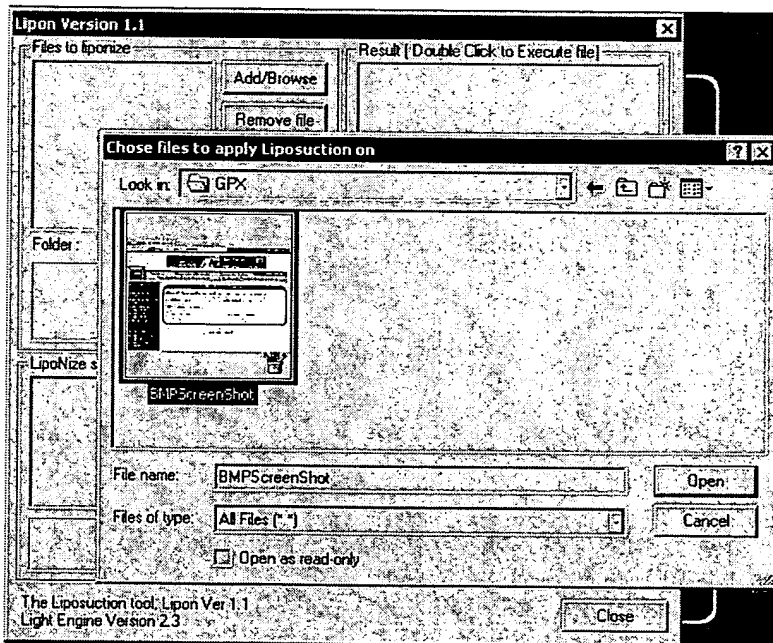 Lipon Version 1.1
Files to liponize
Result ( Double Click to Execute file)
Add/Browse
Remove file
Chose files to apply Liposuction on
Look in:
GPX
BMPScreenShot
Folder :
LipoNize s
File name:
BMPScreenShot
Open
Files of type:
All Files (*.*)
Cancel
Open as read-only
The Liposuction tool, Lipon Ver 1.1
Light Engine Version 2.3
Close